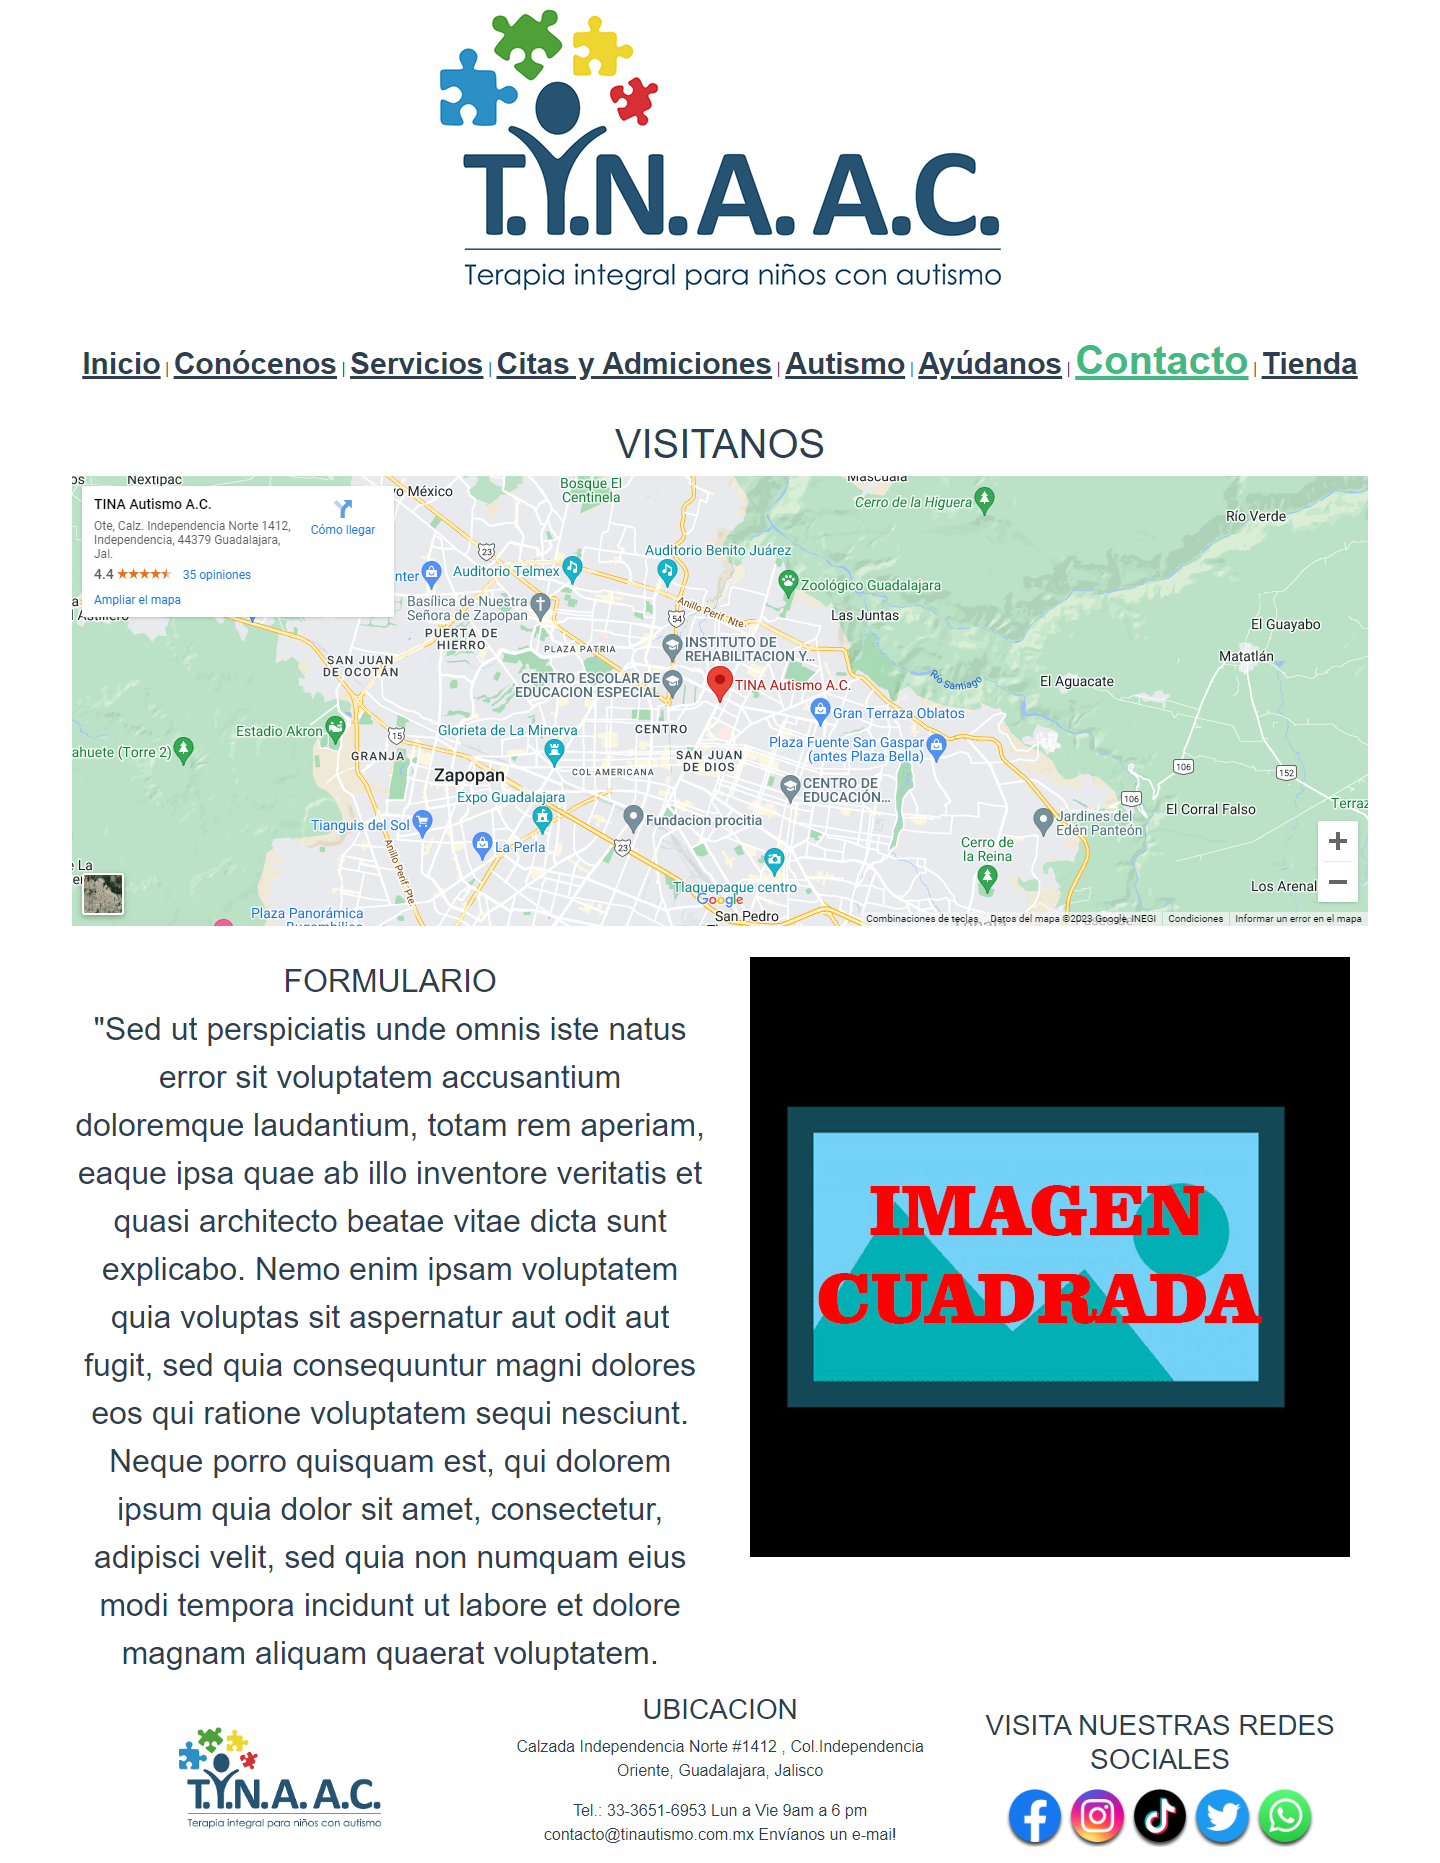 T.I.N.A. A.C.
Terapia integral para niños con autismo
Inicio | Conócenos | Servicios | Citas y Admiciones | Autismo | Ayúdanos | Contacto | Tienda
VISITANOS
Nextipac
TINA Autismo A.C.
Ote, Calz. Independencia Norte 1412,
Independencia, 44379 Guadalajara,
Jal.
4.4 35 opiniones
Ampliar el mapa
Cómo llegar
vo México
Bosque El
Centinela
Mascuala
Cerro de la Higuera
Río Verde
23
Auditorio Benito Juárez
Auditorio Telmex
Zoológico Guadalajara
Basílica de Nuestra
Señora de Zapopan
Anillo Perif. Nte.
54
Las Juntas
El Guayabo
PUERTA DE
HIERRO
PLAZA PATRIA
INSTITUTO DE
REHABILITACION Y...
Matatlán
SAN JUAN
DE OCOTÁN
CENTRO ESCOLAR DE
EDUCACION ESPECIAL
TINA Autismo A.C.
Río Santiago
El Aguacate
Gran Terraza Oblatos
Estadio Akron
15
Glorieta de La Minerva
CENTRO
Plaza Fuente San Gaspar
(antes Plaza Bella)
ahuete (Torre 2)
GRANJA
SAN JUAN
DE DIOS
Zapopan
COL AMERICANA
106
152
CENTRO DE
EDUCACIÓN...
Expo Guadalajara
106
El Corral Falso
Terraz
Tianguis del Sol
Fundacion procitia
Jardines del
Edén Panteón
Anillo Perif. Pte.
La Perla
23
Cerro de
la Reina
La
Tlaquepaque centro
Los Arenal
Google
Plaza Panorámica
San Pedro
Combinaciones de teclas Datos del mapa ©2023 Google, INEGI Condiciones Informar un error en el mapa
FORMULARIO
"Sed ut perspiciatis unde omnis iste natus
error sit voluptatem accusantium
doloremque laudantium, totam rem aperiam,
eaque ipsa quae ab illo inventore veritatis et
quasi architecto beatae vitae dicta sunt
explicabo. Nemo enim ipsam voluptatem
quia voluptas sit aspernatur aut odit aut
fugit, sed quia consequuntur magni dolores
eos qui ratione voluptatem sequi nesciunt.
Neque porro quisquam est, qui dolorem
ipsum quia dolor sit amet, consectetur,
adipisci velit, sed quia non numquam eius
modi tempora incidunt ut labore et dolore
magnam aliquam quaerat voluptatem.
IMAGEN
CUADRADA
T.I.N.A. A.C.
Terapia integral para niños con autismo
UBICACION
Calzada Independencia Norte #1412 , Col.Independencia
Oriente, Guadalajara, Jalisco
Tel.: 33-3651-6953 Lun a Vie 9am a 6 pm
contacto@tinautismo.com.mx Envíanos un e-mai!
VISITA NUESTRAS REDES
SOCIALES